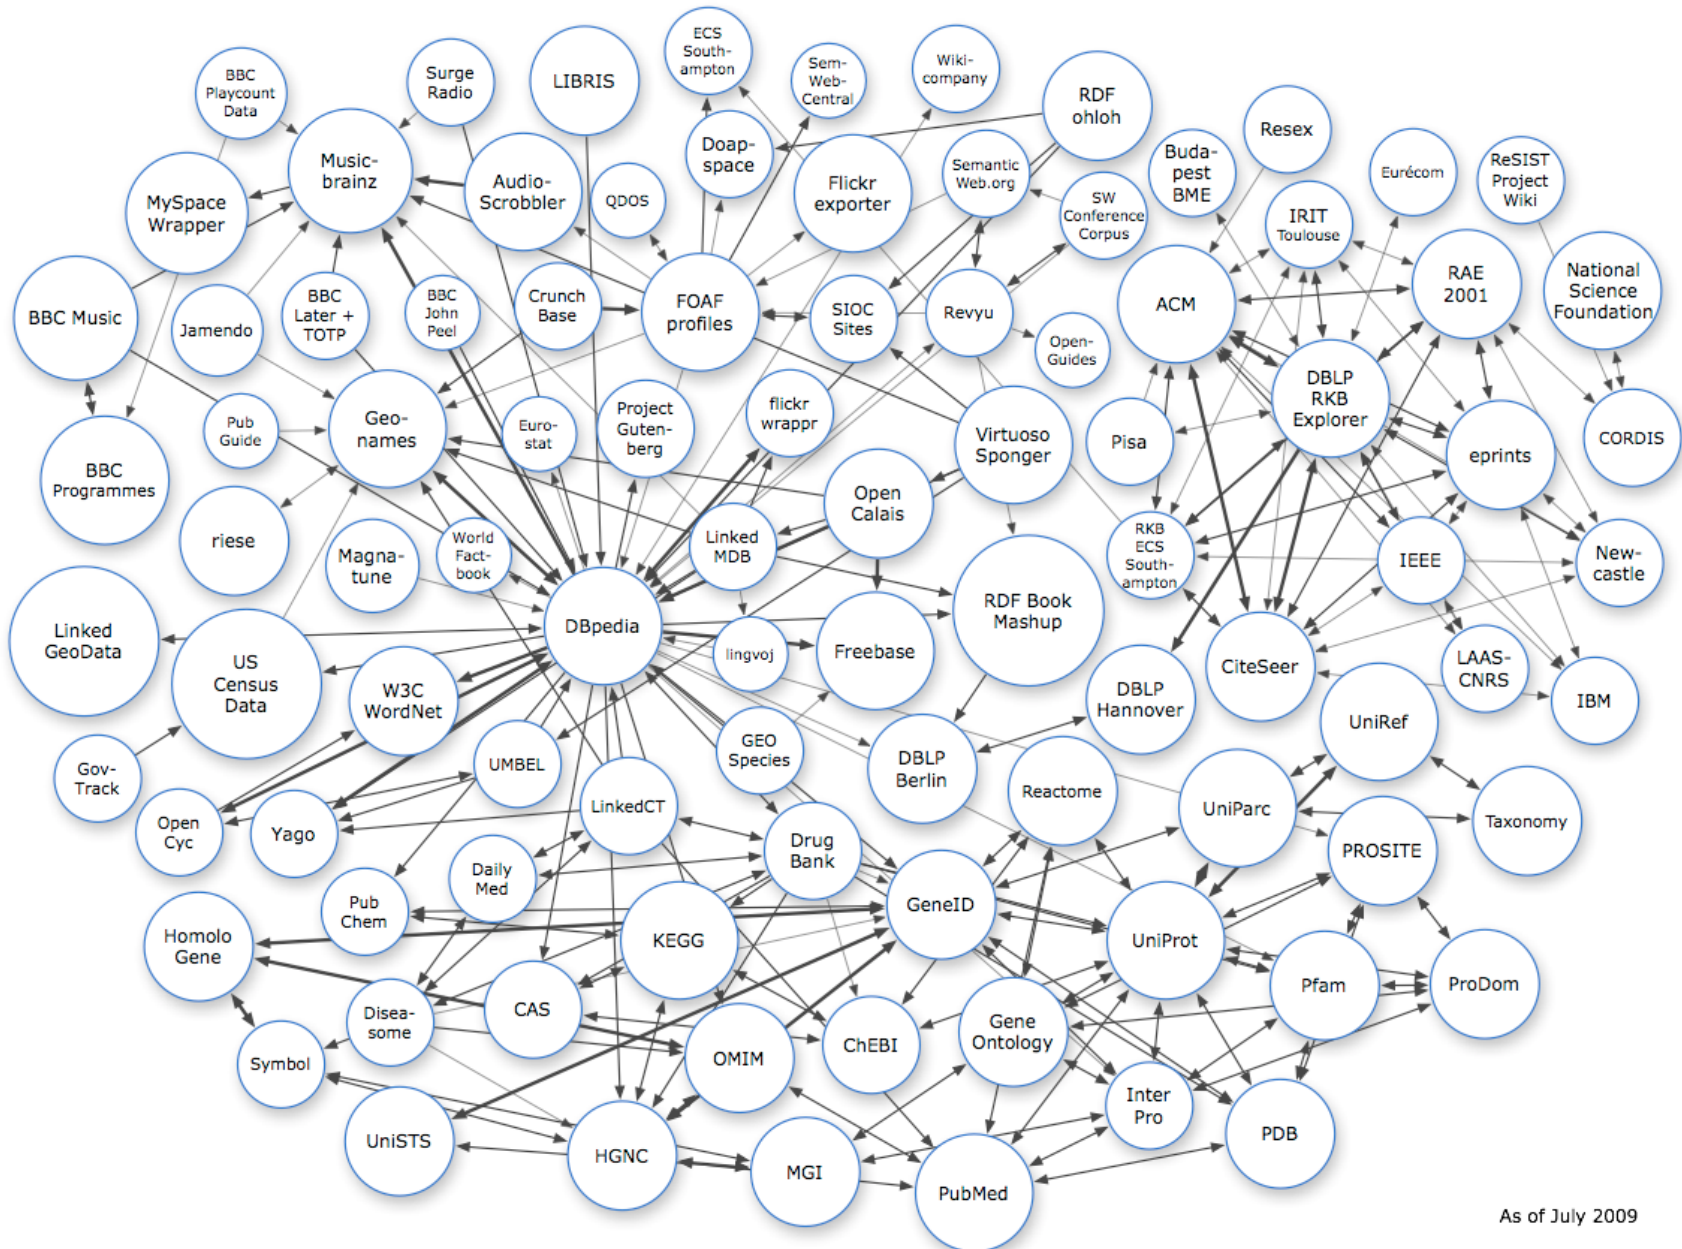 BBC
Playcount
Data
Surge
Radio
LIBRIS
ECS
South-
ampton
Sem-
Web-
Central
Wiki-
company
RDF
ohloh
Resex
Music-
brainz
Audio-
Scrobbler
Doap-
space
Flickr
exporter
Semantic
Web.org
Buda-
pest
BME
Eurécom
ReSIST
Project
Wiki
MySpace
Wrapper
QDOS
SW
Conference
Corpus
IRIT
Toulouse
BBC Music
Jamendo
BBC
Later +
TOTP
BBC
John
Peel
Crunch
Base
FOAF
profiles
SIOC
Sites
Revyu
Open-
Guides
ACM
RAE
2001
National
Science
Foundation
Pub
Guide
Geo-
names
Euro-
stat
Project
Guten-
berg
flickr
wrappr
Virtuoso
Sponger
Pisa
DBLP
RKB
Explorer
eprints
CORDIS
BBC
Programmes
riese
Magna-
tune
World
Fact-
book
Linked
MDB
Open
Calais
RKB
ECS
South-
ampton
IEEE
New-
castle
Linked
GeoData
US
Census
Data
W3C
WordNet
DBpedia
lingvoj
Freebase
RDF Book
Mashup
DBLP
Hannover
CiteSeer
LAAS-
CNRS
IBM
Gov-
Track
Open
Cyc
Yago
UMBEL
LinkedCT
GEO
Species
DBLP
Berlin
Reactome
UniParc
UniRef
Taxonomy
Pub
Chem
Daily
Med
Drug
Bank
GeneID
PROSITE
Homolo
Gene
KEGG
UniProt
Pfam
ProDom
Disea-
some
CAS
OMIM
ChEBI
Gene
Ontology
Symbol
UniSTS
HGNC
MGI
PubMed
Inter
Pro
PDB
As of July 2009